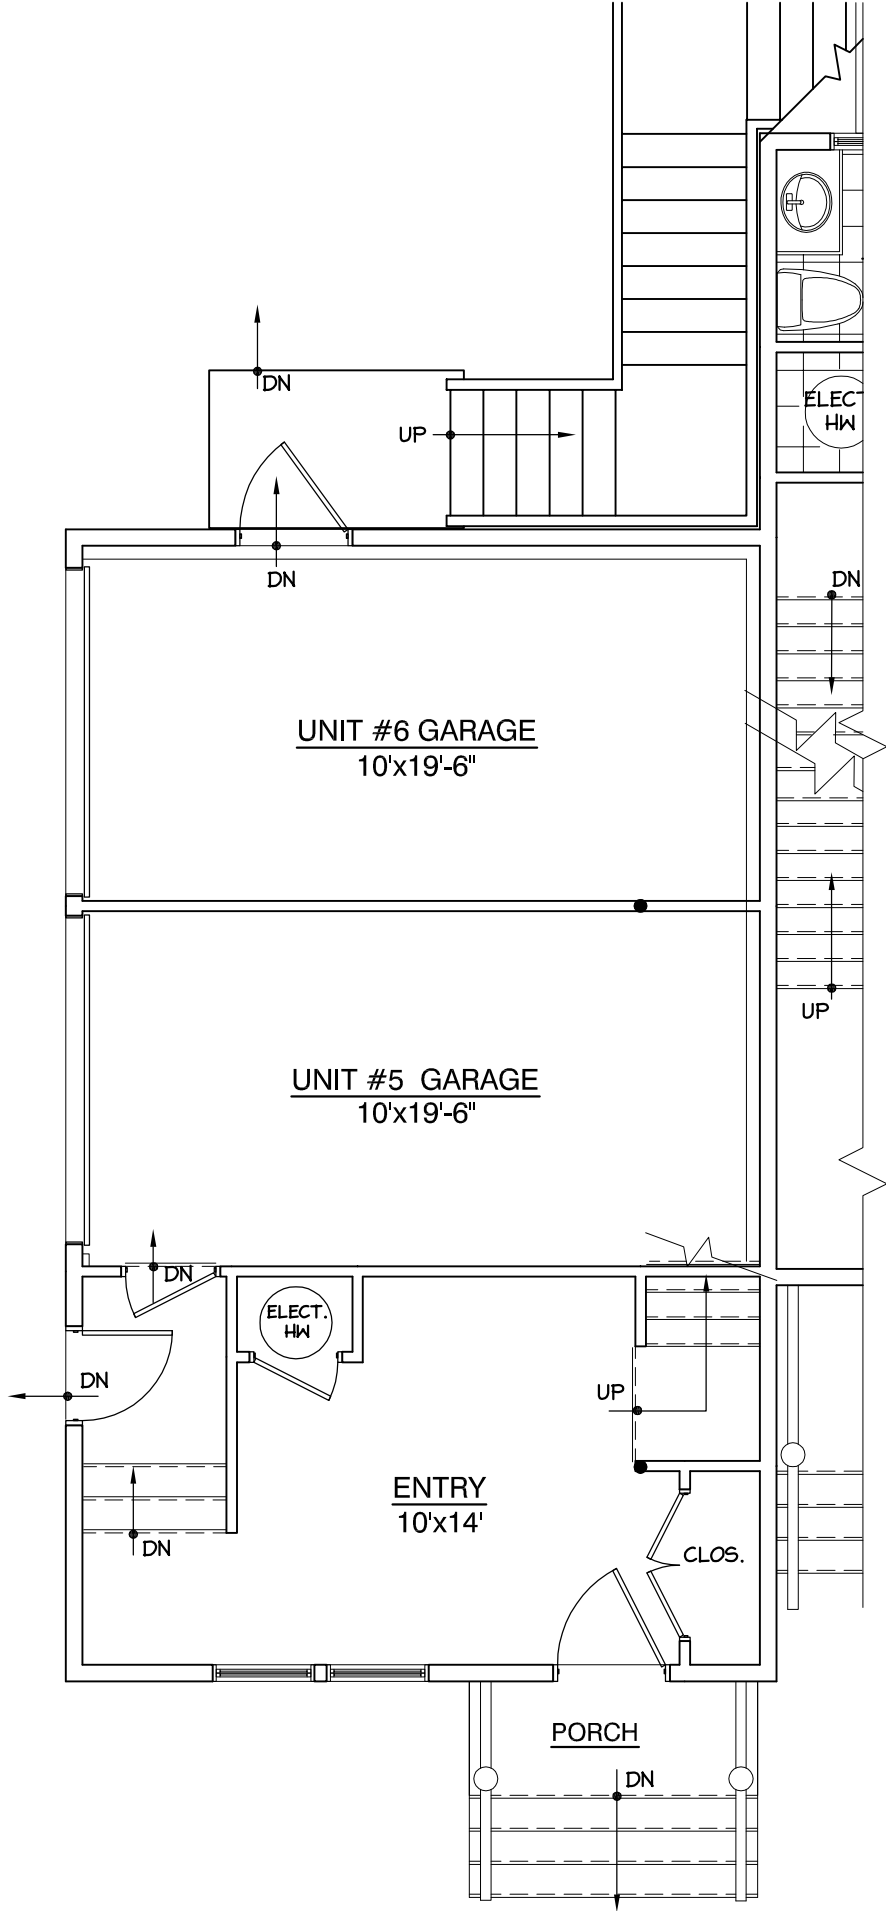 DN
UP
ELEC
HW
DN
DN
UNIT #6 GARAGE
10'x19'-6"
UP
UNIT #5  GARAGE
10'x19'-6"
DN
ELECT.
HW
DN
UP
ENTRY
10'x14'
DN
CLOS.
PORCH
DN